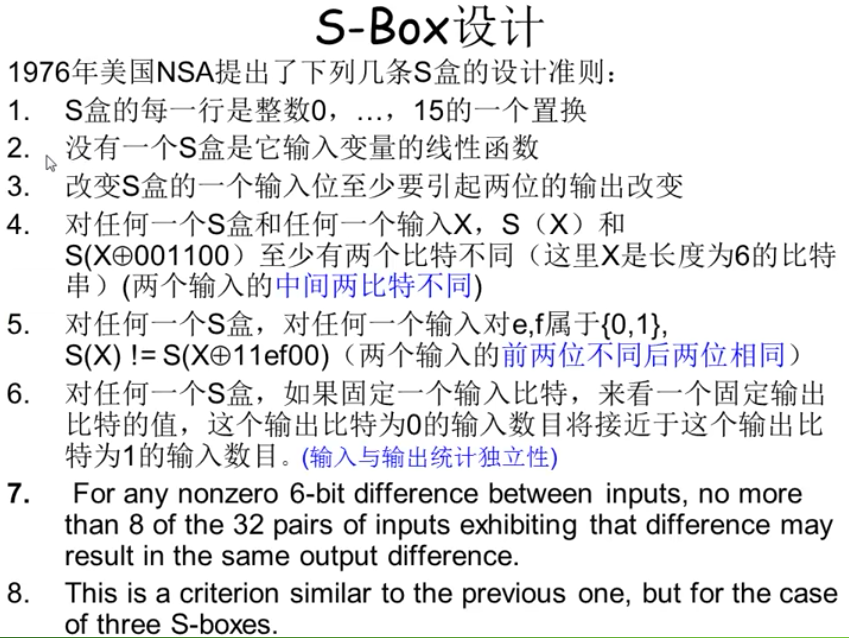 S-Box设计
1976年美国NSA提出了下列几条S盒的设计准则：
1. S盒的每一行是整数0，…，15的一个置换
2. 没有一个S盒是它输入变量的线性函数
3. 改变S盒的一个输入位至少要引起两位的输出改变
4. 对任何一个S盒和任何一个输入X，S（X）和
S(X⊕001100）至少有两个比特不同（这里X是长度为6的比特
串）(两个输入的中间两比特不同)
5. 对任何一个S盒，对任何一个输入对e,f属于{0,1},
S(X) != S(X⊕11ef00)（两个输入的前两位不同后两位相同）
6. 对任何一个S盒，如果固定一个输入比特，来看一个固定输出
比特的值，这个输出比特为0的输入数目将接近于这个输出比
特为1的输入数目。(输入与输出统计独立性)
7. For any nonzero 6-bit difference between inputs, no more
than 8 of the 32 pairs of inputs exhibiting that difference may
result in the same output difference.
8. This is a criterion similar to the previous one, but for the case
of three S-boxes.